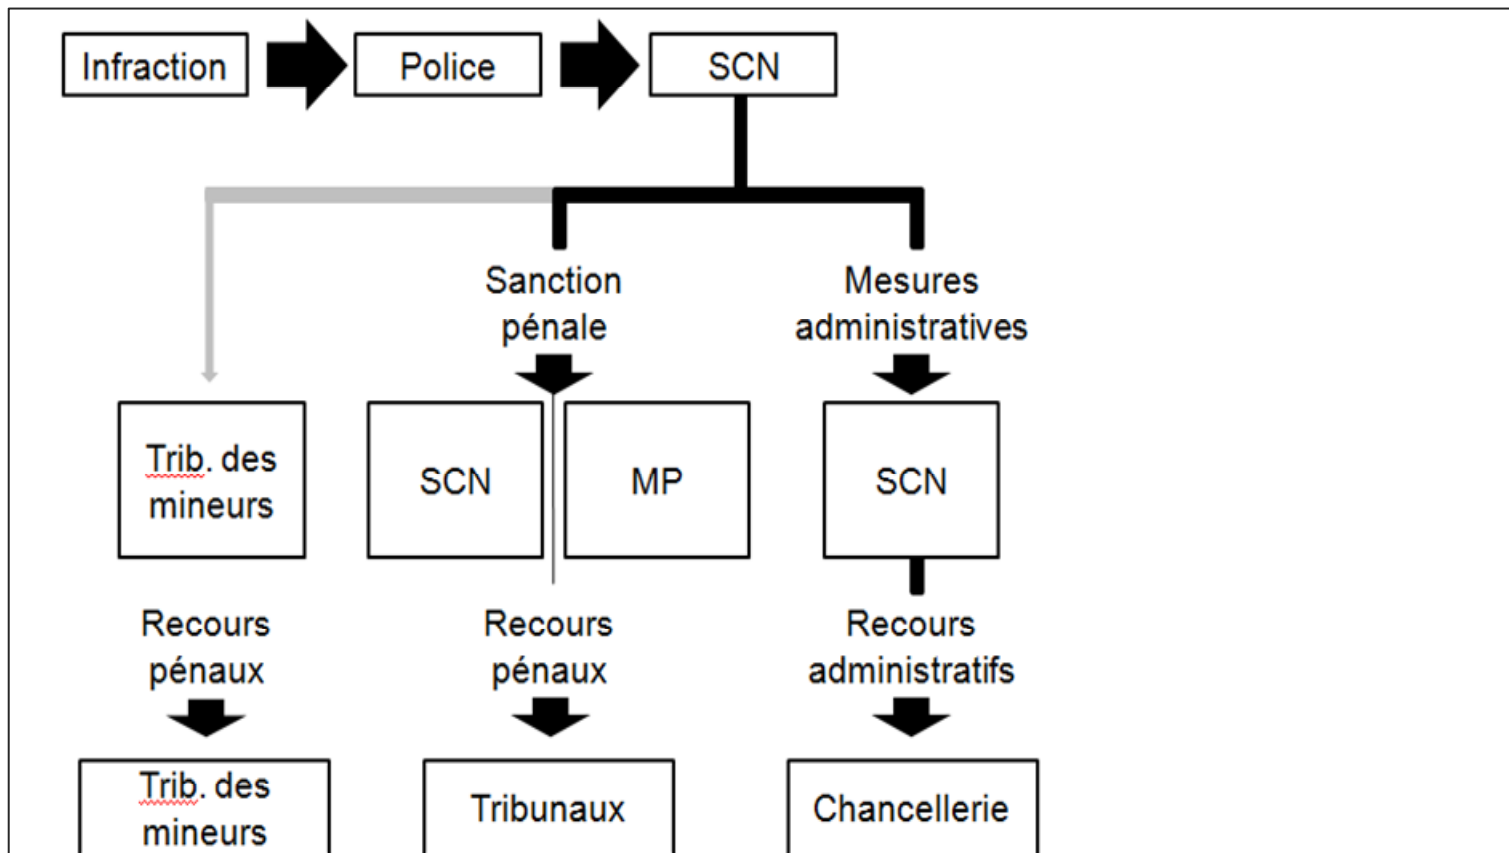 Infraction
Police
SCN
Sanction
pénale
Mesures
administratives
Trib. des
mineurs
SCN
MP
SCN
Recours
pénaux
Recours
pénaux
Recours
administratifs
Trib. des
mineurs
Tribunaux
Chancellerie